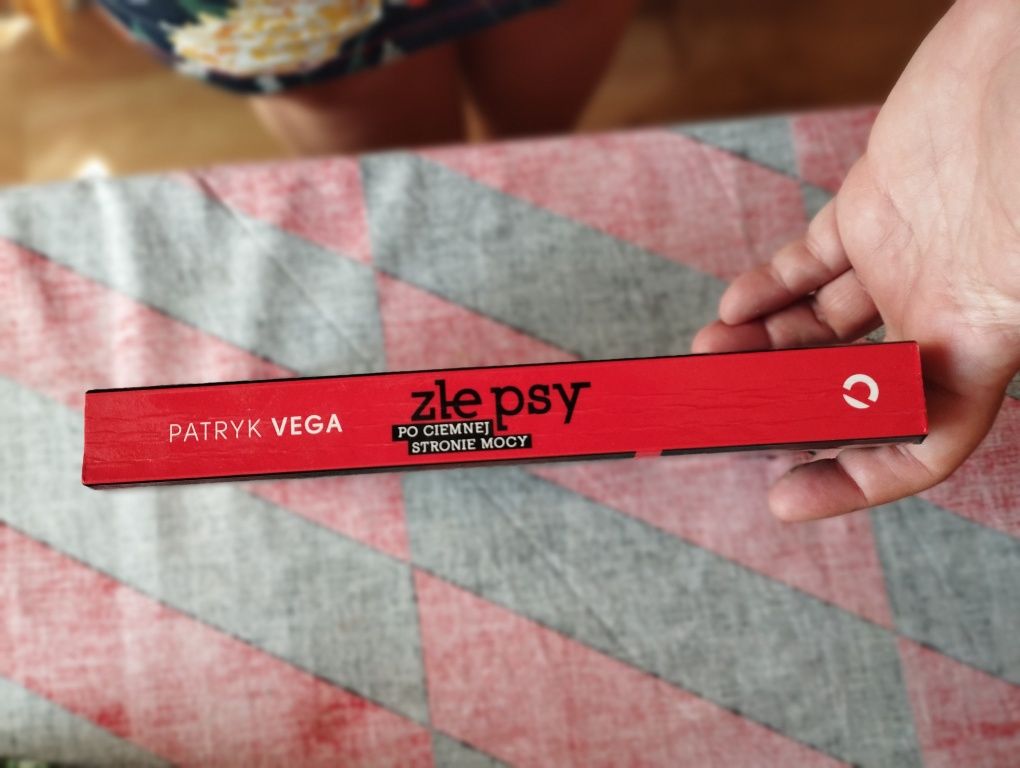 PATRYK VEGA
złe psy
PO CIEMNEJ
STRONIE MOCY